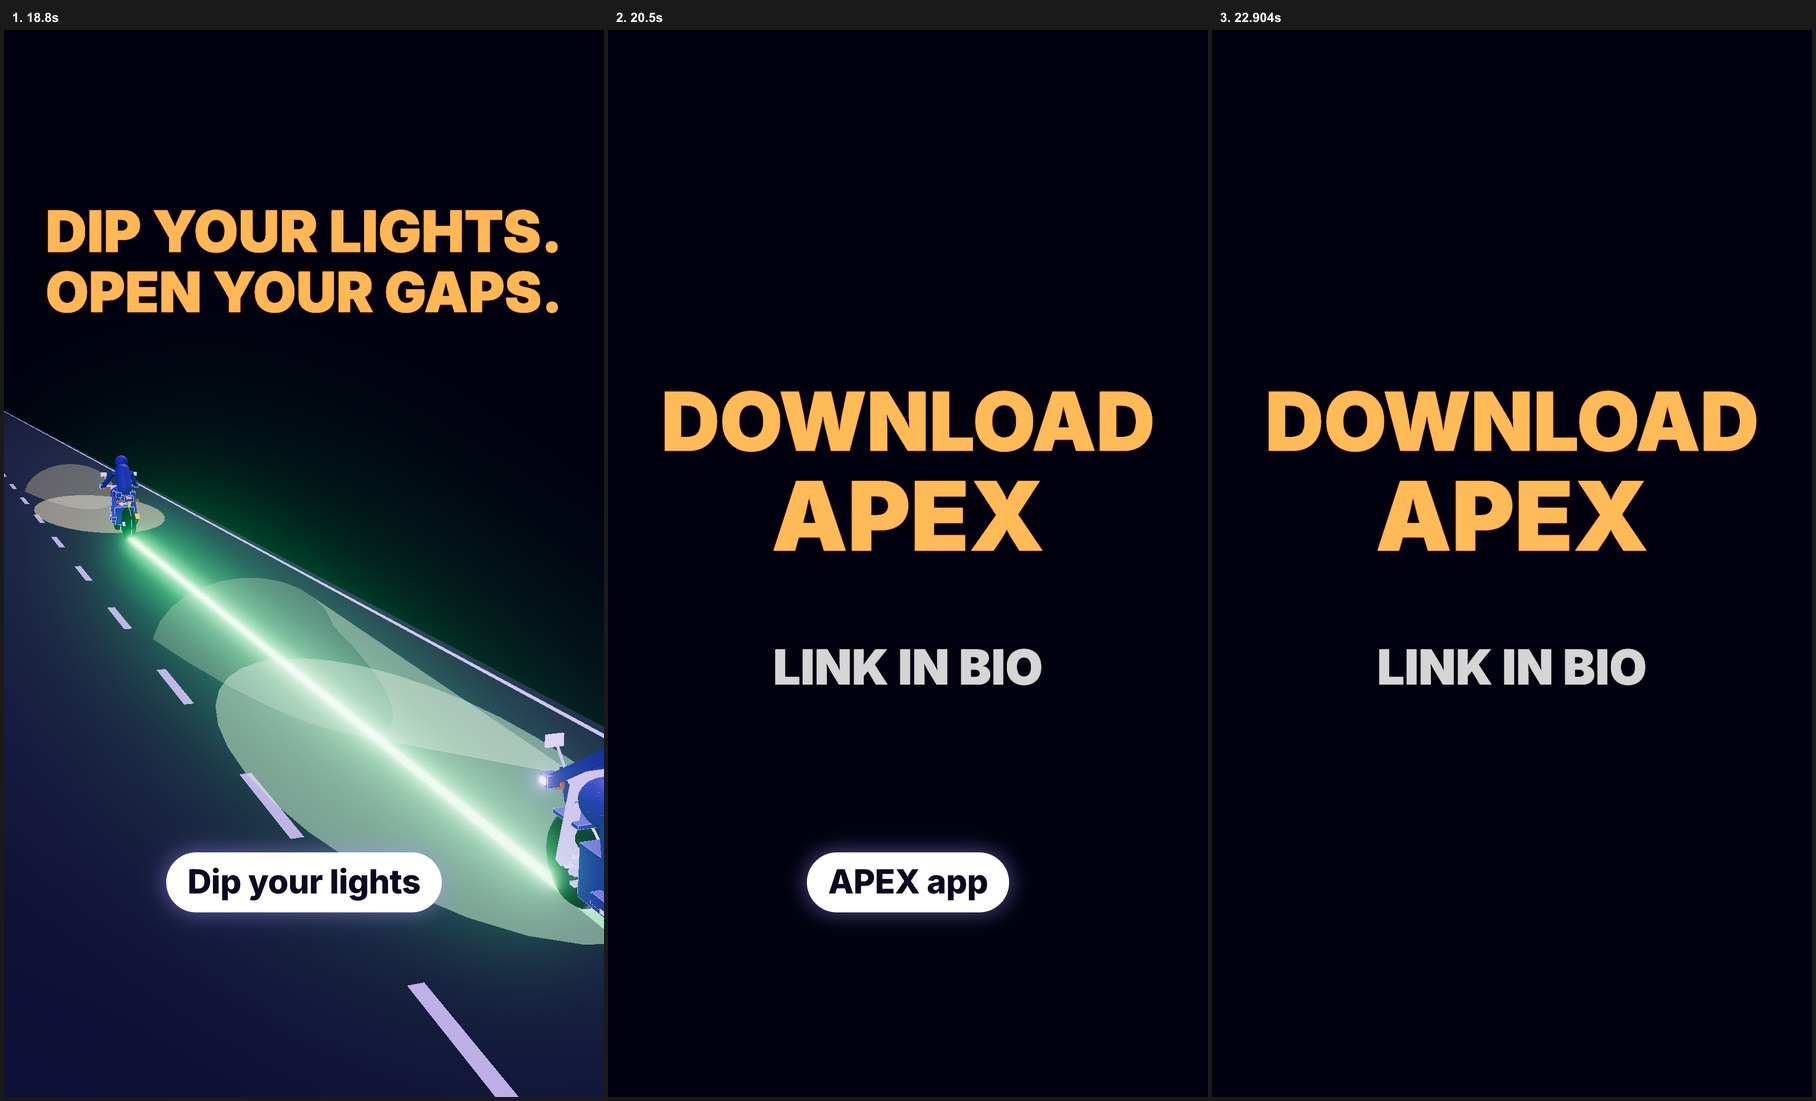 1. 18.8s
DIP YOUR LIGHTS.
OPEN YOUR GAPS.
Dip your lights
2. 20.5s
DOWNLOAD
APEX
LINK IN BIO
APEX app
3. 22.904s
DOWNLOAD
APEX
LINK IN BIO